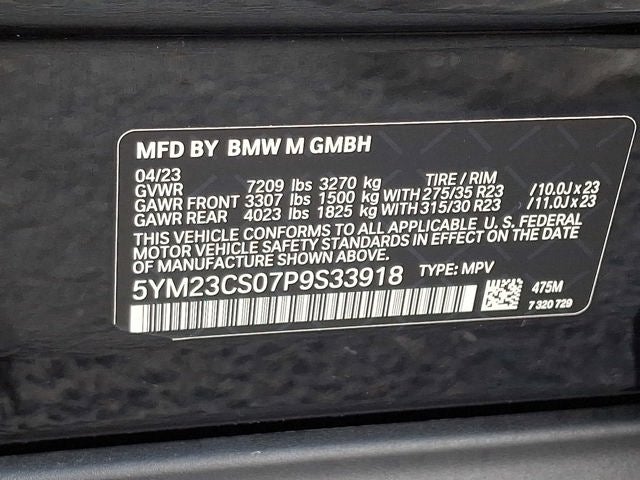 MFD BY BMW M GMBH
04/23 TIRE / RIM
GVWR 7209 lbs 3270 kg
GAWR FRONT 3307 lbs 1500 kg WITH 275/35 R23 /10.0J x 23
GAWR REAR 4023 lbs 1825 kg WITH 315/30 R23 /11.0J x 23
THIS VEHICLE CONFORMS TO ALL APPLICABLE U. S. FEDERAL
MOTOR VEHICLE SAFETY STANDARDS IN EFFECT ON THE DATE
OF MANUFACTURE SHOWN ABOVE.
5YM23CS07P9S33918 TYPE: MPV
475M
7 320 729